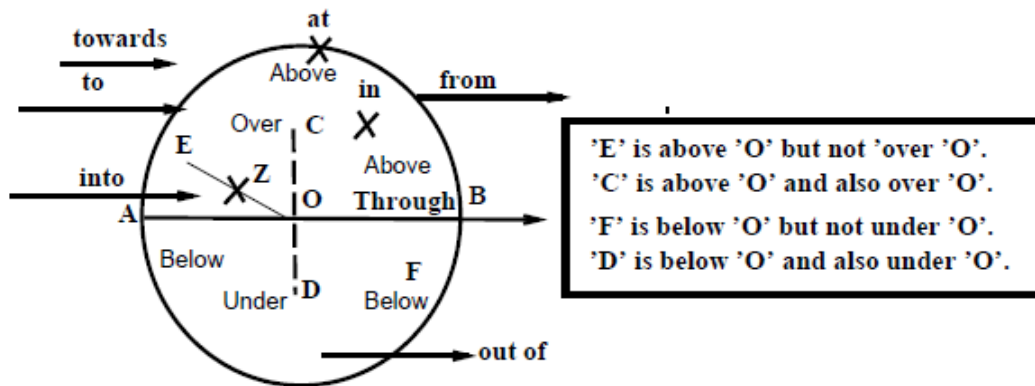 at
towards
Above
to
in
from
Over C
E
Above
into
Z
O
Through B
A
Below
F
Under D
Below
out of
’E’ is above ’O’ but not ’over ’O’.
’C’ is above ’O’ and also over ’O’.
’F’ is below ’O’ but not under ’O’.
’D’ is below ’O’ and also under ’O’.